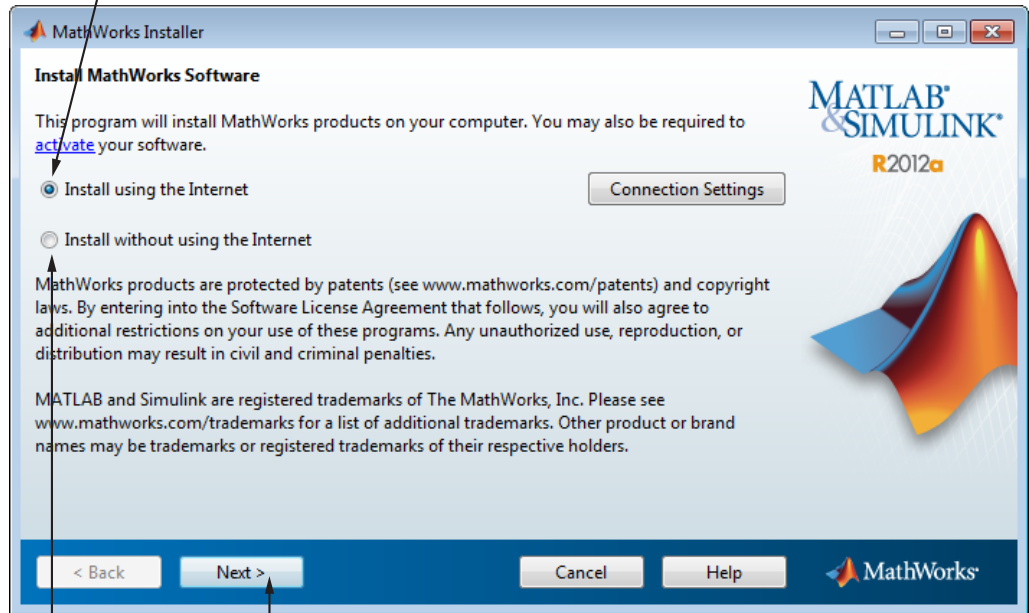 MathWorks Installer
Install MathWorks Software
This program will install MathWorks products on your computer. You may also be required to
activate your software.
Install using the Internet
Connection Settings
Install without using the Internet
MathWorks products are protected by patents (see www.mathworks.com/patents) and copyright
laws. By entering into the Software License Agreement that follows, you will also agree to
additional restrictions on your use of these programs. Any unauthorized use, reproduction, or
distribution may result in civil and criminal penalties.
MATLAB and Simulink are registered trademarks of The MathWorks, Inc. Please see
www.mathworks.com/trademarks for a list of additional trademarks. Other product or brand
names may be trademarks or registered trademarks of their respective holders.
MATLAB®
&SIMULINK®
R2012a
< Back
Next >
Cancel
Help
MathWorks®